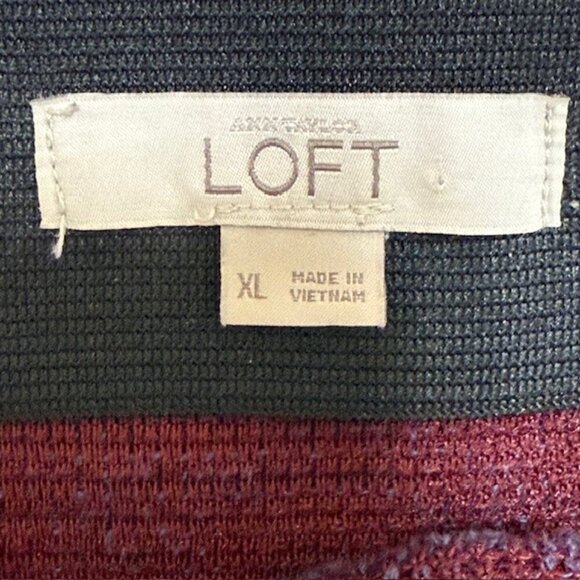 ANN TAYLOR
LOFT
XL
MADE IN
VIETNAM